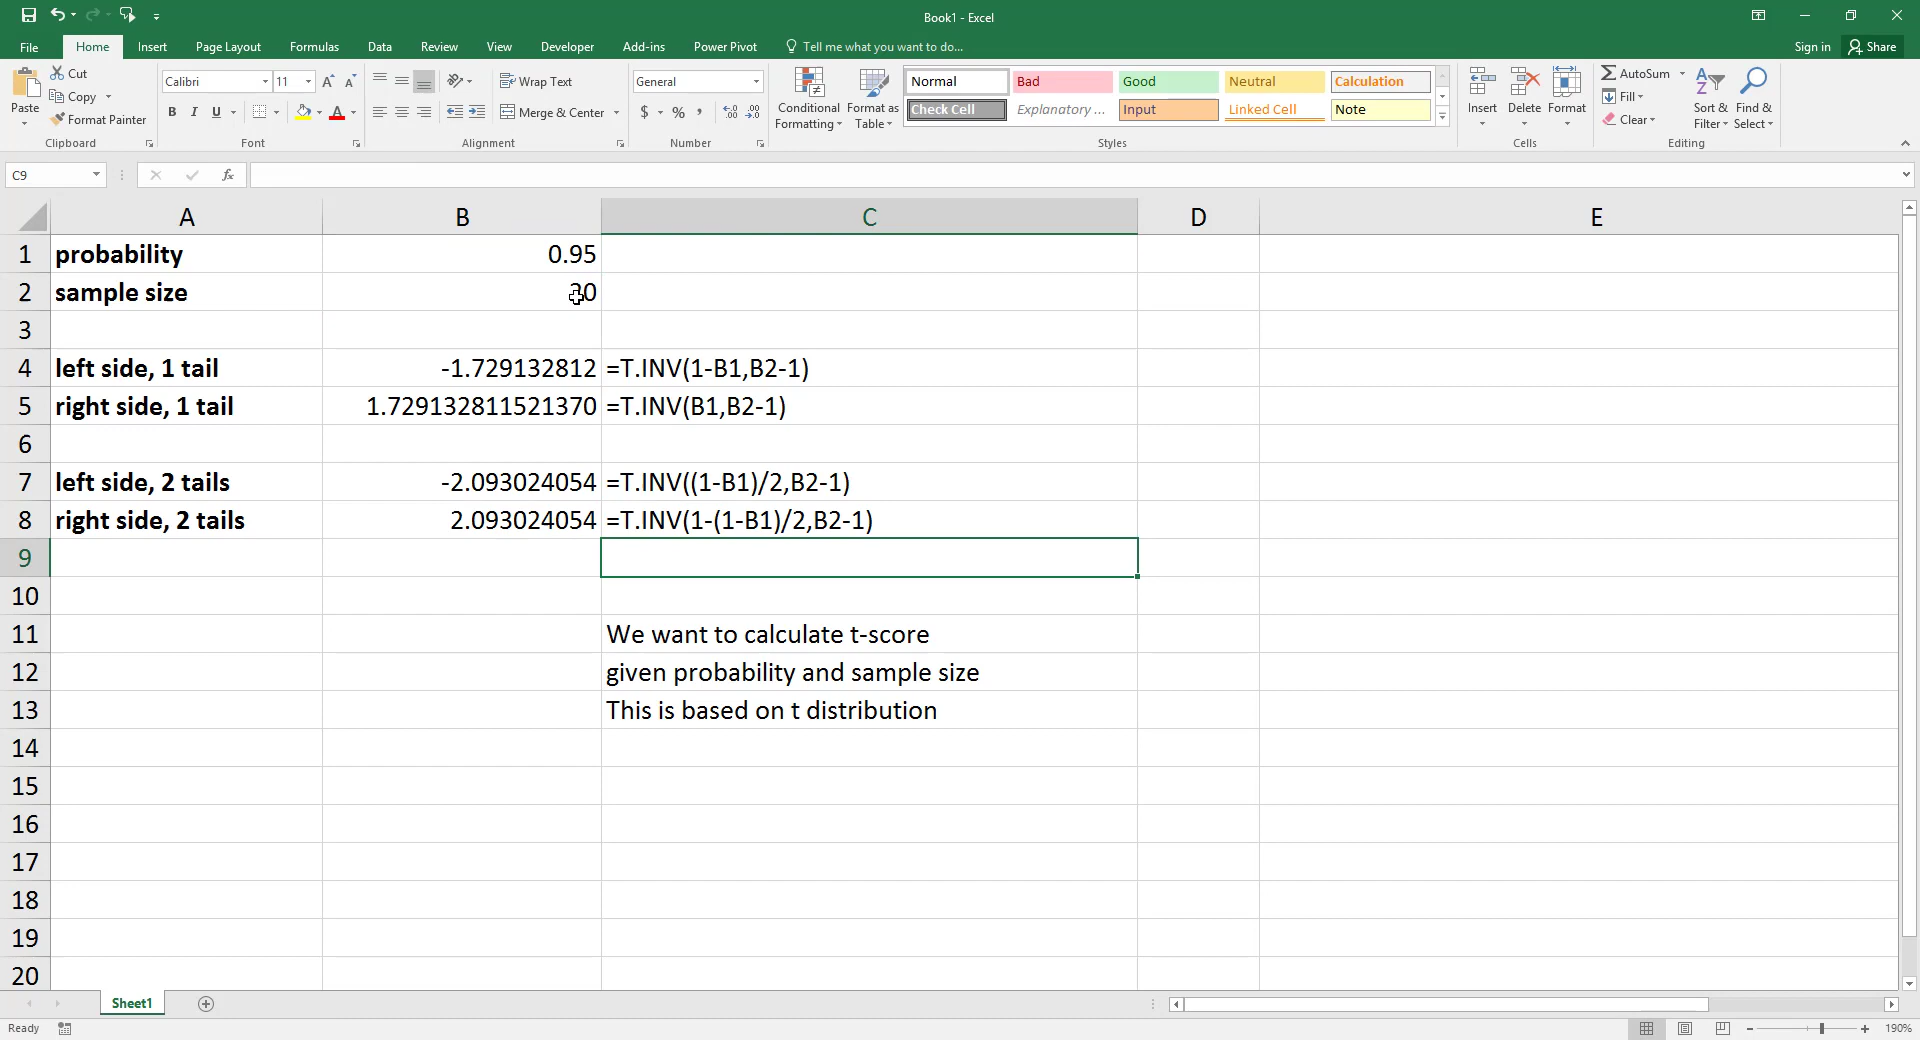 Book1 - Excel
File Home Insert Page Layout Formulas Data Review View Developer Add-ins Power Pivot Tell me what you want to do... Sign in Share
Paste
Cut
Copy
Format Painter
Clipboard
Calibri 11
B I U
Font
Wrap Text
Merge & Center
Alignment
General
$ % ,
Number
Conditional Formatting
Format as Table
Normal Bad Good Neutral Calculation
Check Cell Explanatory ... Input Linked Cell Note
Styles
Insert Delete Format
Cells
AutoSum
Fill
Clear
Sort & Filter
Find & Select
Editing
C9 fx
A B C D E
1 probability 0.95
2 sample size
3
4 left side, 1 tail -1.729132812 =T.INV(1-B1,B2-1)
5 right side, 1 tail 1.729132811521370 =T.INV(B1,B2-1)
6
7 left side, 2 tails -2.093024054 =T.INV((1-B1)/2,B2-1)
8 right side, 2 tails 2.093024054 =T.INV(1-(1-B1)/2,B2-1)
9
10
11 We want to calculate t-score
12 given probability and sample size
13 This is based on t distribution
14
15
16
17
18
19
20
Sheet1
Ready 190%